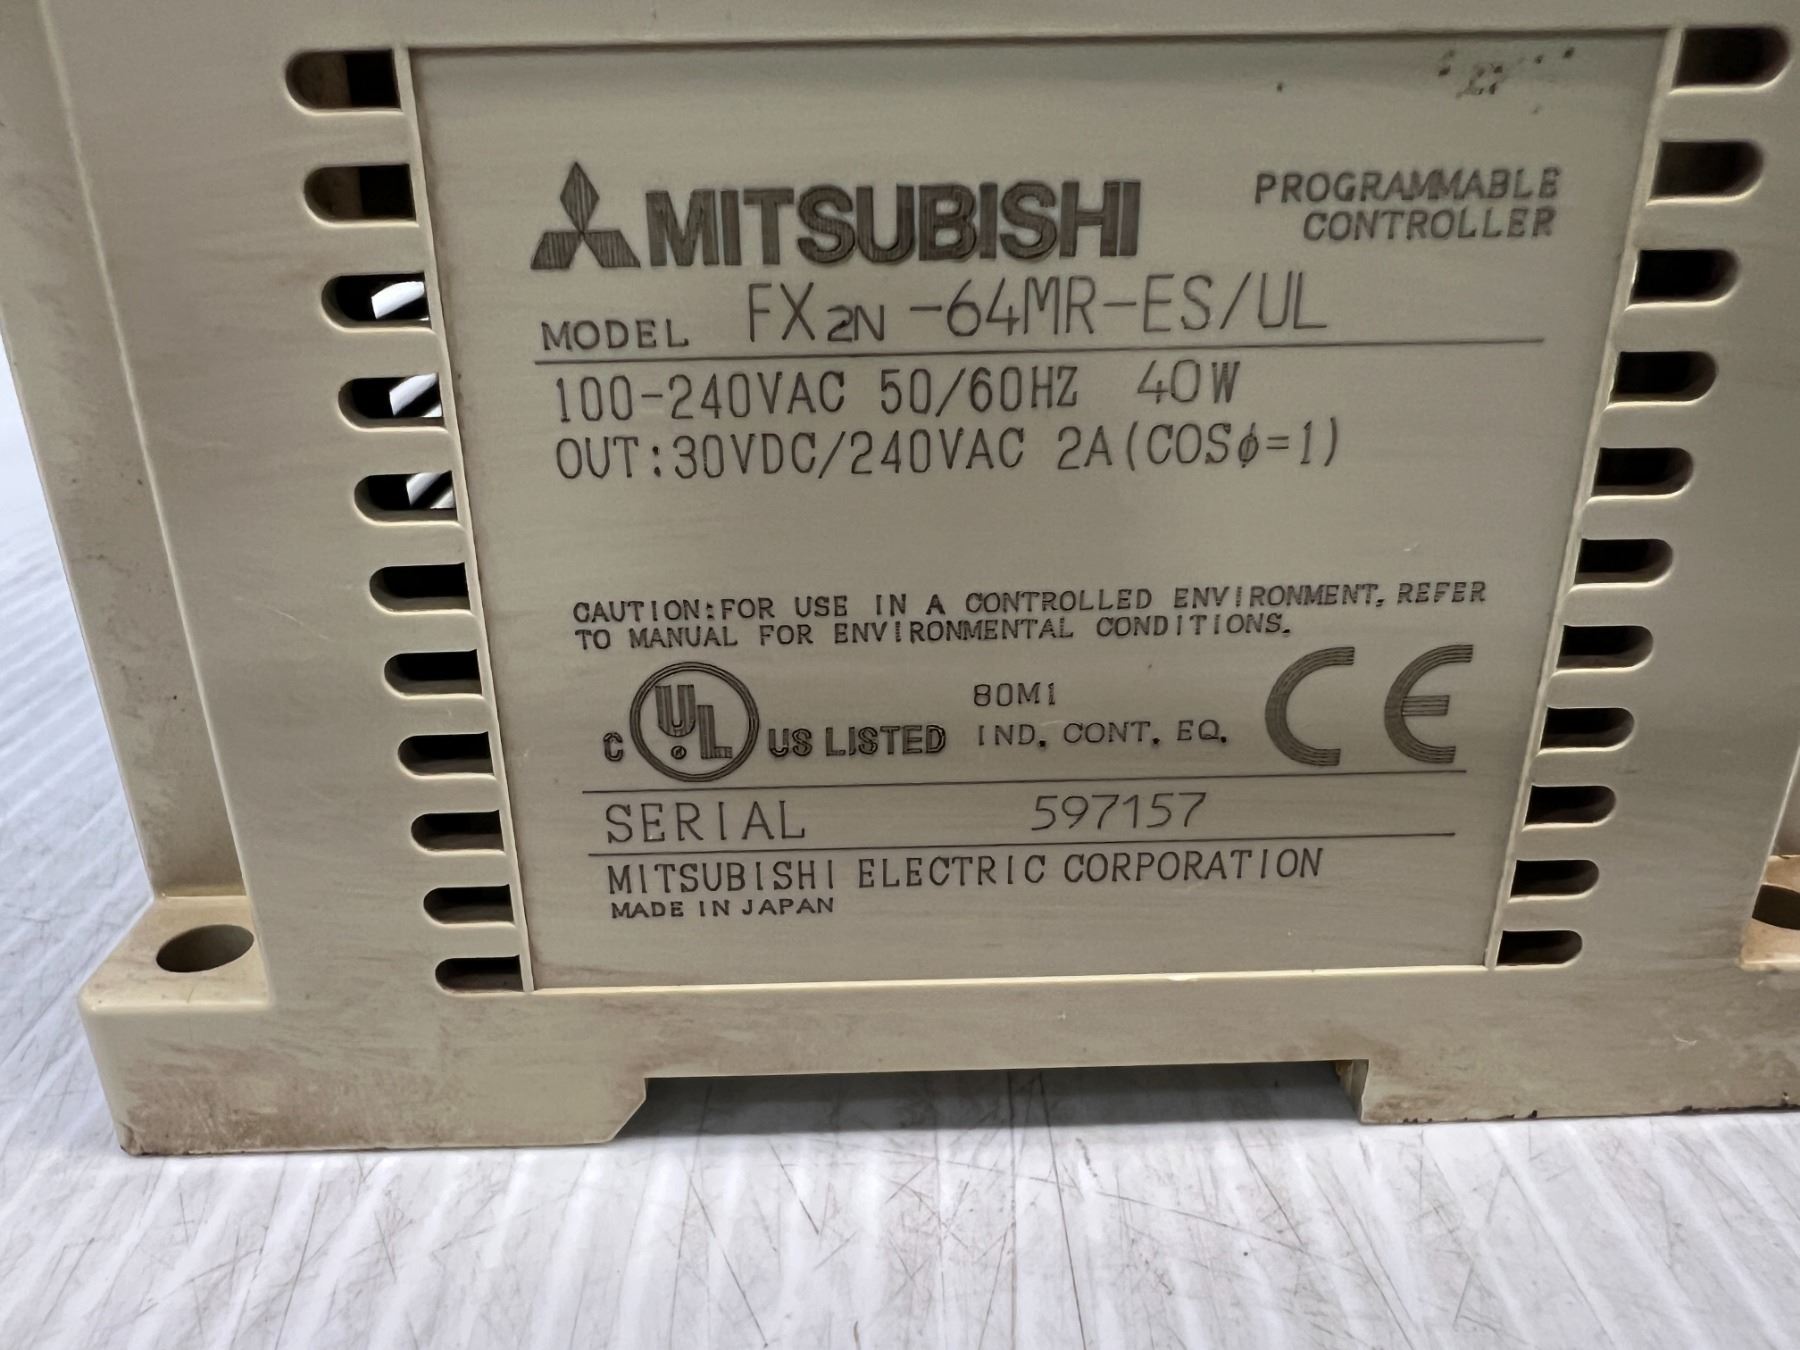 MITSUBISHI
PROGRAMMABLE
CONTROLLER
MODEL FX2N-64MR-ES/UL
100-240VAC 50/60HZ 40W
OUT:30VDC/240VAC 2A(COSϕ=1)
CAUTION:FOR USE IN A CONTROLLED ENVIRONMENT, REFER
TO MANUAL FOR ENVIRONMENTAL CONDITIONS.
C UL ® US LISTED
80M1
IND. CONT. EQ.
CE
SERIAL 597157
MITSUBISHI ELECTRIC CORPORATION
MADE IN JAPAN